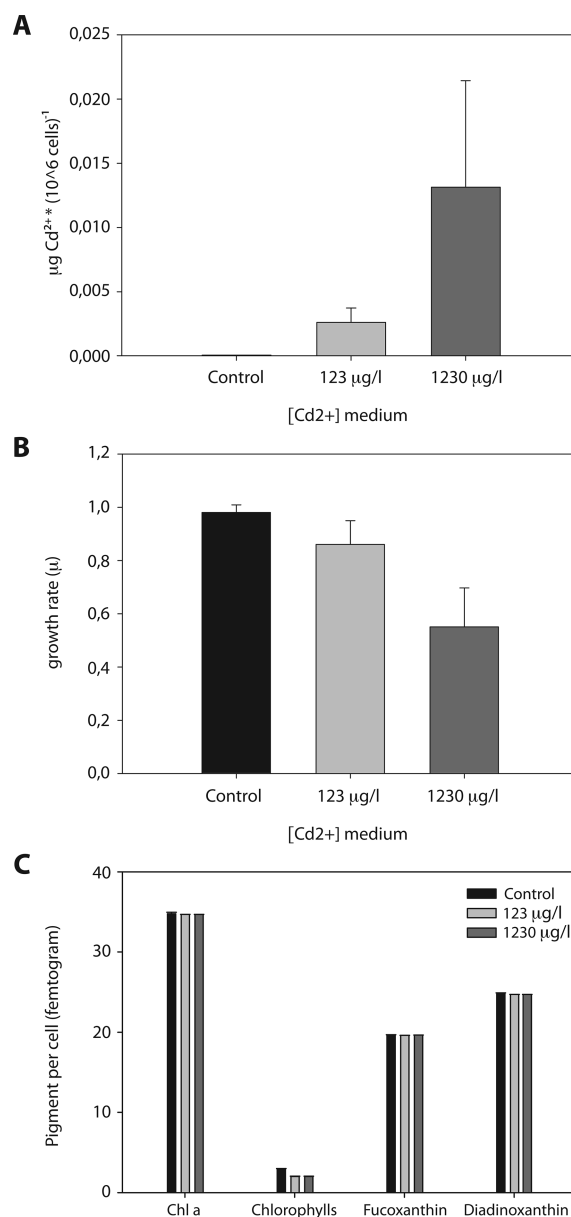 A
0,025
0,020
0,015
0,010
0,005
0,000
µg Cd²⁺* (10^6 cells)⁻¹
Control 123 µg/l 1230 µg/l
[Cd2+] medium
B
1,2
1,0
0,8
0,6
0,4
0,2
0,0
growth rate (µ)
Control 123 µg/l 1230 µg/l
[Cd2+] medium
C
40
30
20
10
0
Pigment per cell (femtogram)
Control
123 µg/l
1230 µg/l
Chl a Chlorophylls Fucoxanthin Diadinoxanthin